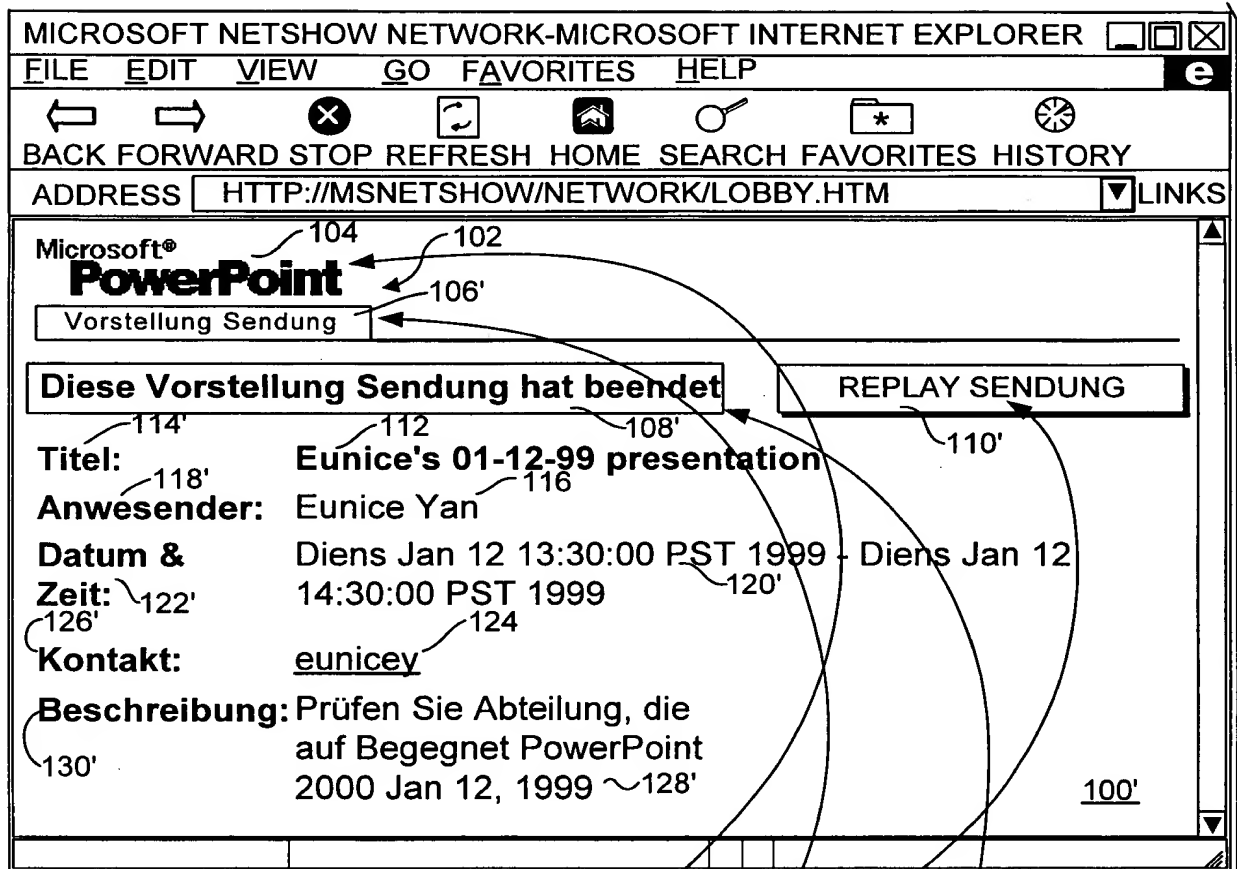 MICROSOFT NETSHOW NETWORK-MICROSOFT INTERNET EXPLORER
FILE EDIT VIEW GO FAVORITES HELP
e
BACK FORWARD STOP REFRESH HOME SEARCH FAVORITES HISTORY
ADDRESS HTTP://MSNETSHOW/NETWORK/LOBBY.HTM LINKS
104 102
Microsoft®
PowerPoint
106'
Vorstellung Sendung
Diese Vorstellung Sendung hat beendet REPLAY SENDUNG
114' 112 108' 110'
Titel: Eunice's 01-12-99 presentation
118' 116
Anwesender: Eunice Yan
Datum & Diens Jan 12 13:30:00 PST 1999 - Diens Jan 12
Zeit: 122' 14:30:00 PST 1999 120'
126' 124
Kontakt: eunicey
Beschreibung: Prüfen Sie Abteilung, die
auf Begegnet PowerPoint
130' 2000 Jan 12, 1999 128' 100'